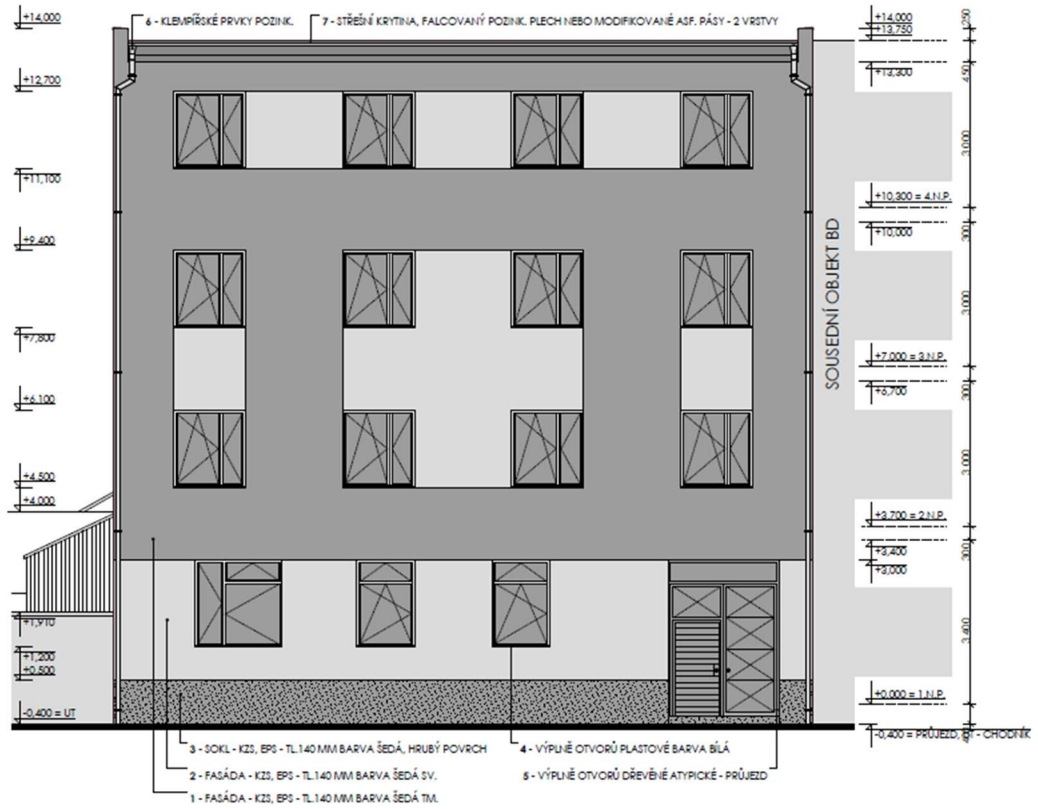 +14,000
6 - KLEMPÍŘSKÉ PRVKY POZINK.
7 - STŘEŠNÍ KRYTINA, FALCOVANÝ POZINK. PLECH NEBO MODIFIKOVANÉ ASF. PÁSY - 2 VRSTVY
+14,000
250
+13,750
+13,300
450
+12,700
3.000
+11,100
+10,300 = 4.N.P.
+10,000
300
+9,400
SOUSEDNÍ OBJEKT BD
3.000
+7,800
+7,000 = 3.N.P.
+6,700
300
+6,100
3.000
+4,500
+4,000
+3,700 = 2.N.P.
+3,400
300
+3,000
+1,910
3.400
+1,200
+0,500
+0,000 = 1.N.P.
-0,400 = UT
3 - SOKL - KZS, EPS - TL.140 MM BARVA ŠEDÁ, HRUBÝ POVRCH
4 - VÝPLNĚ OTVORŮ PLASTOVÉ BARVA BÍLÁ
2 - FASÁDA - KZS, EPS - TL.140 MM BARVA ŠEDÁ SV.
5 - VÝPLNĚ OTVORŮ DŘEVĚNÉ ATYPICKÉ - PRŮJEZD
1 - FASÁDA - KZS, EPS - TL.140 MM BARVA ŠEDÁ TM.